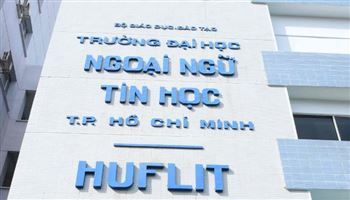 BỘ GIÁO DỤC ĐÀO TẠO
TRƯỜNG ĐẠI HỌC
NGOẠI NGỮ
TIN HỌC
T.P. HỒ CHÍ MINH
HUFLIT